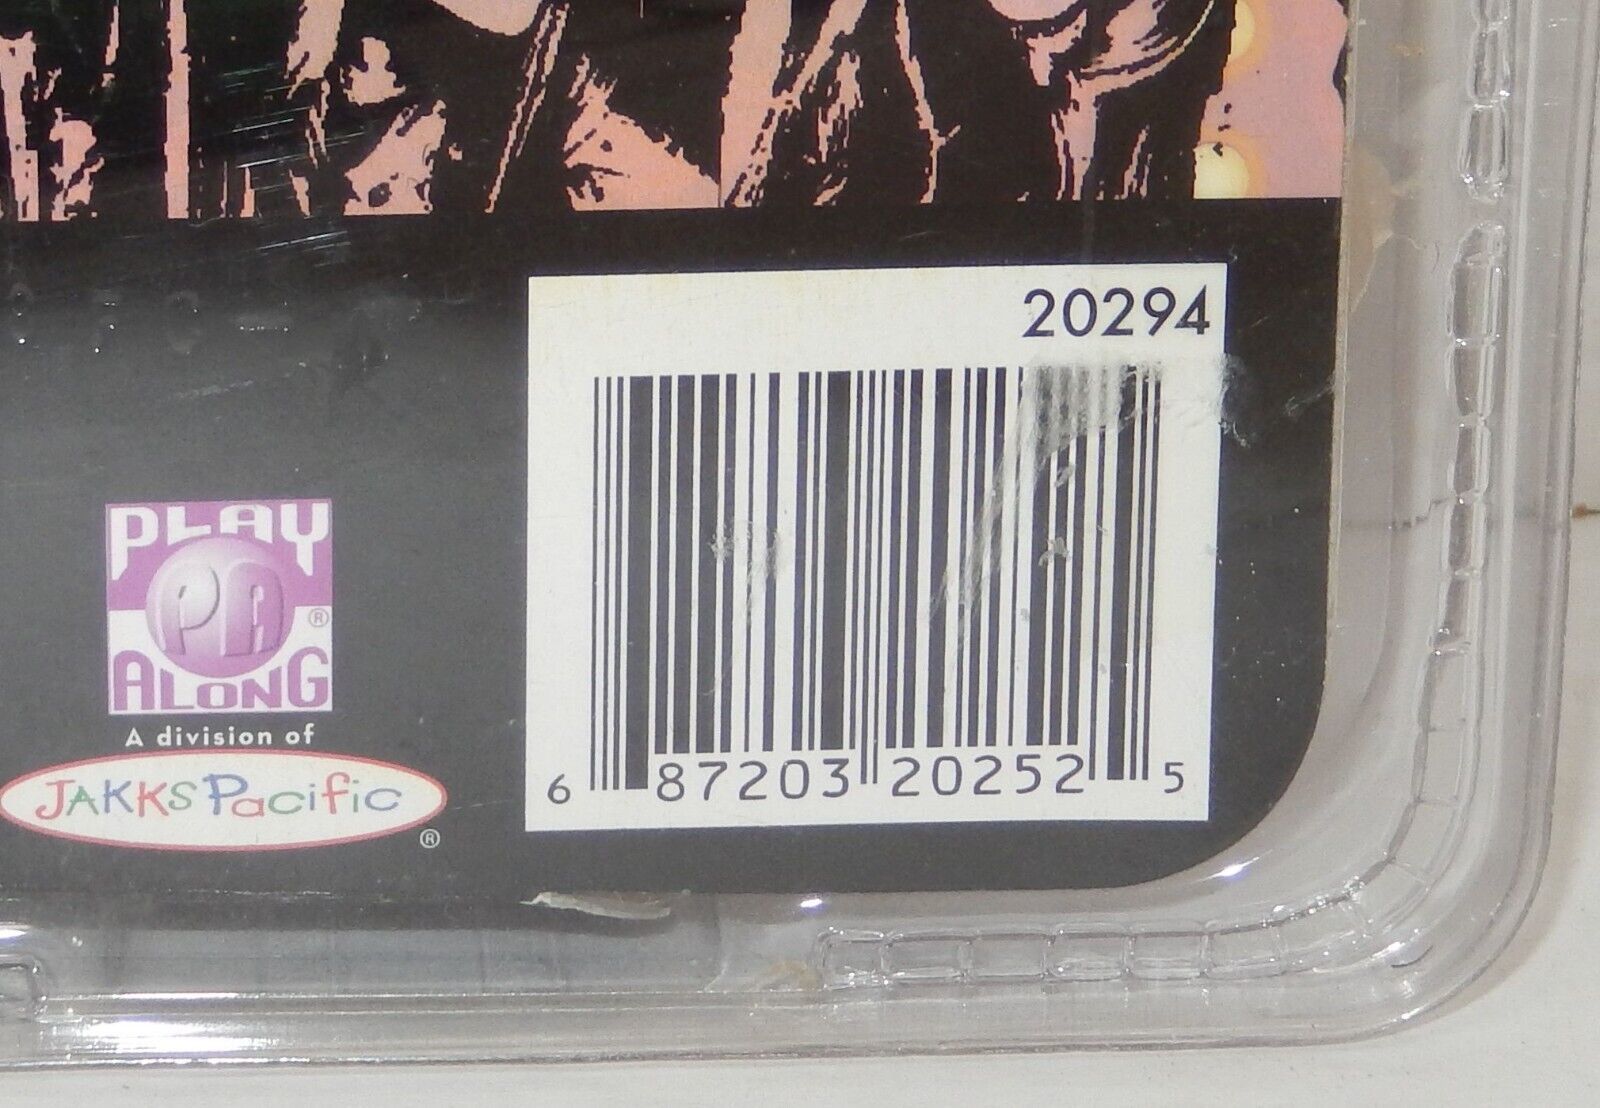 20294
6 87203 20252 5
PLAY
PA ®
ALONG
A division of
JAKKS Pacific
®